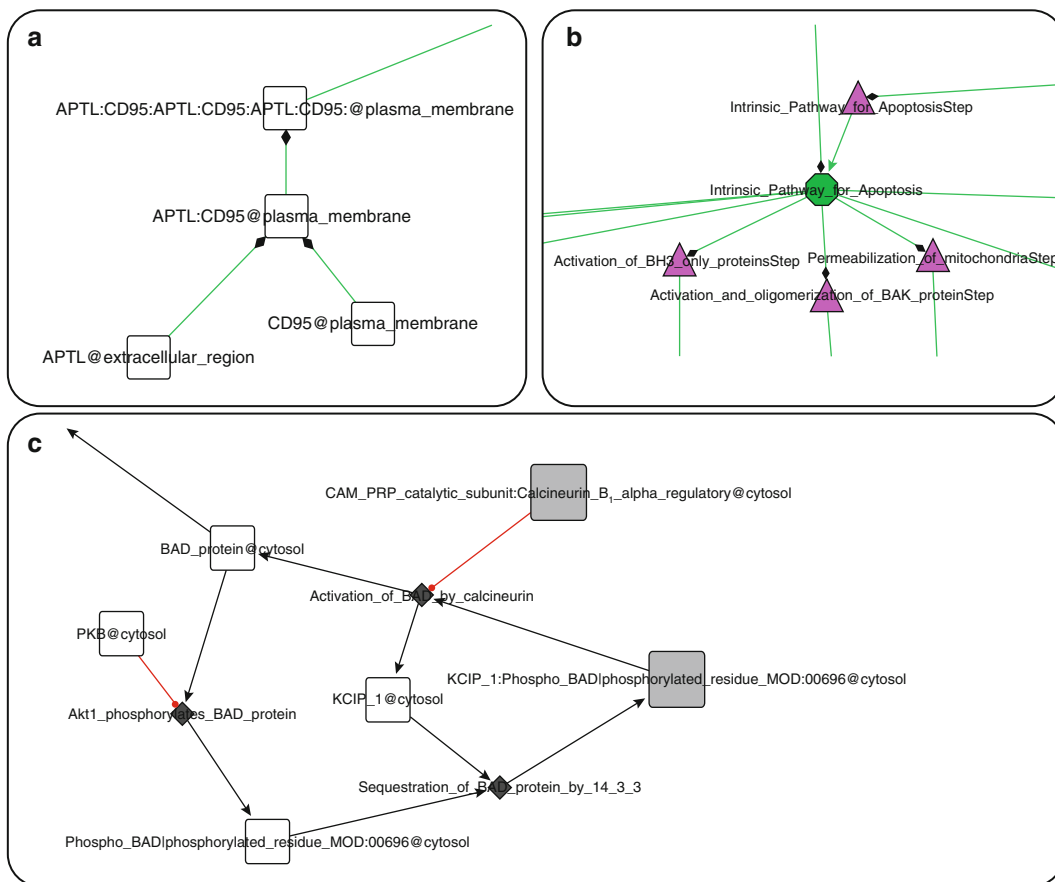 a
APTL:CD95:APTL:CD95:APTL:CD95:@plasma_membrane
APTL:CD95@plasma_membrane
CD95@plasma_membrane
APTL@extracellular_region
b
Intrinsic_Pathway_for_ApoptosisStep
Intrinsic_Pathway_for_Apoptosis
Activation_of_BH3_only_proteinsStep
Permeabilization_of_mitochondriaStep
Activation_and_oligomerization_of_BAK_proteinStep
c
CAM_PRP_catalytic_subunit:Calcineurin_B₁_alpha_regulatory@cytosol
BAD_protein@cytosol
Activation_of_BAD_by_calcineurin
PKB@cytosol
KCIP_1:Phospho_BAD|phosphorylated_residue_MOD:00696@cytosol
KCIP_1@cytosol
Akt1_phosphorylates_BAD_protein
Sequestration_of_BAD_protein_by_14_3_3
Phospho_BAD|phosphorylated_residue_MOD:00696@cytosol